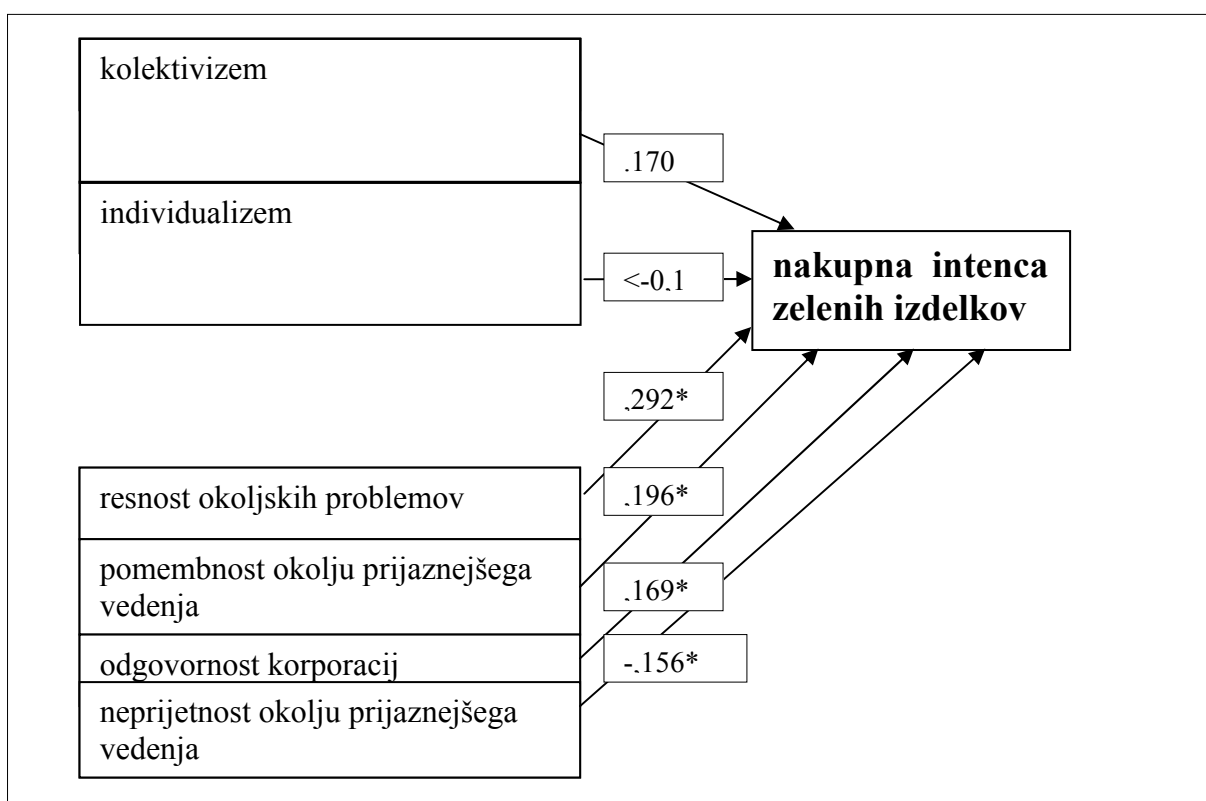 kolektivizem
.170
individualizem
<-0,1
nakupna intenca
zelenih izdelkov
,292*
resnost okoljskih problemov
,196*
pomembnost okolju prijaznejšega
vedenja
,169*
odgovornost korporacij
-,156*
neprijetnost okolju prijaznejšega
vedenja